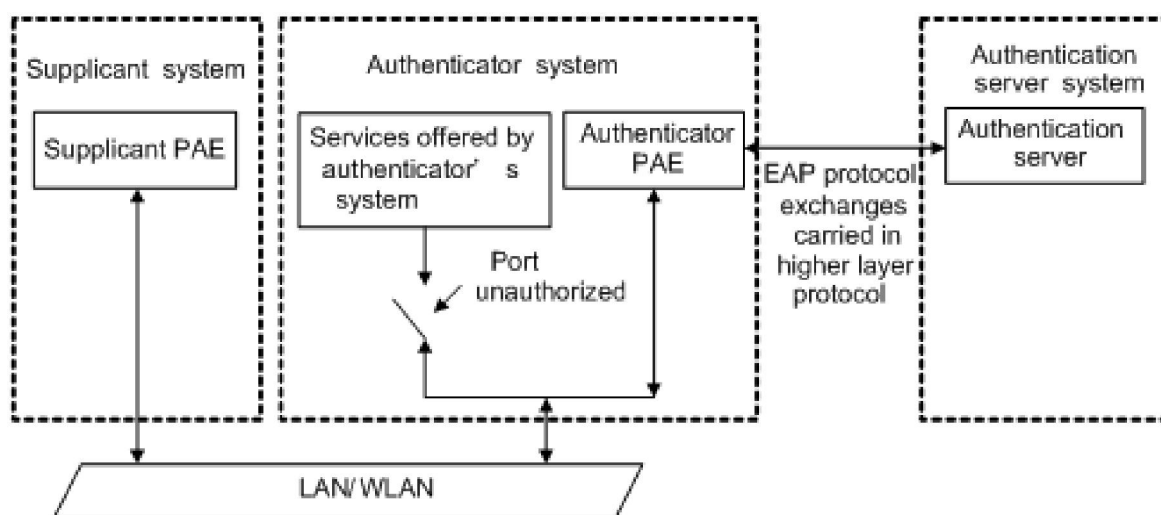 Supplicant system
Supplicant PAE
Authenticator system
Services offered by
authenticator' s
system
Authenticator
PAE
Port
unauthorized
EAP protocol
exchanges
carried in
higher layer
protocol
Authentication
server system
Authentication
server
LAN/WLAN